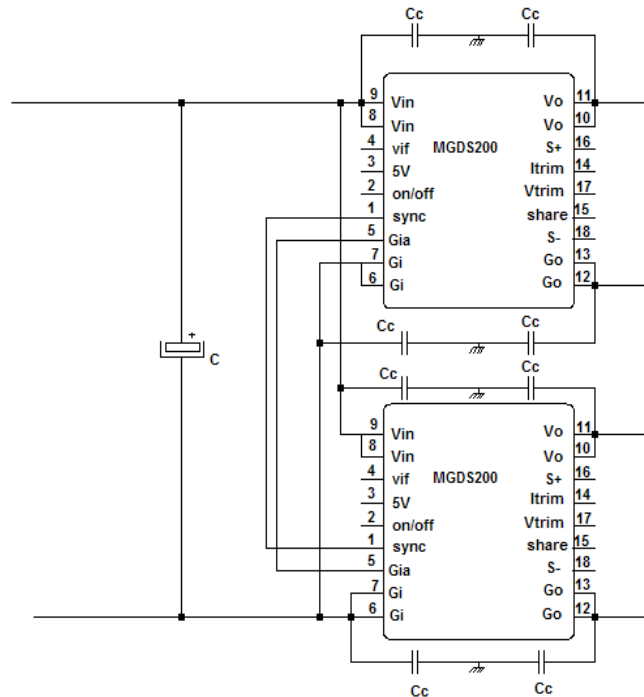 Cc Cc
9 Vin Vo 11
8 Vin Vo 10
4 vif MGDS200 S+ 16
3 5V Itrim 14
2 on/off Vtrim 17
1 sync share 15
5 Gia S- 18
7 Gi Go 13
6 Gi Go 12
Cc Cc
+
C
Cc Cc
9 Vin Vo 11
8 Vin Vo 10
4 vif MGDS200 S+ 16
3 5V Itrim 14
2 on/off Vtrim 17
1 sync share 15
5 Gia S- 18
7 Gi Go 13
6 Gi Go 12
Cc Cc